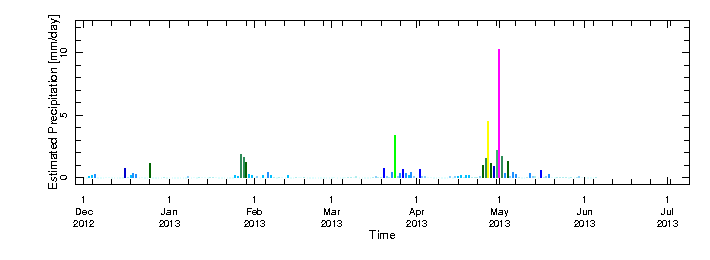 Estimated Precipitation [mm/day]
10
5
0
1 1 1 1 1 1 1 1
Dec Jan Feb Mar Apr May Jun Jul
2012 2013 2013 2013 2013 2013 2013 2013
Time